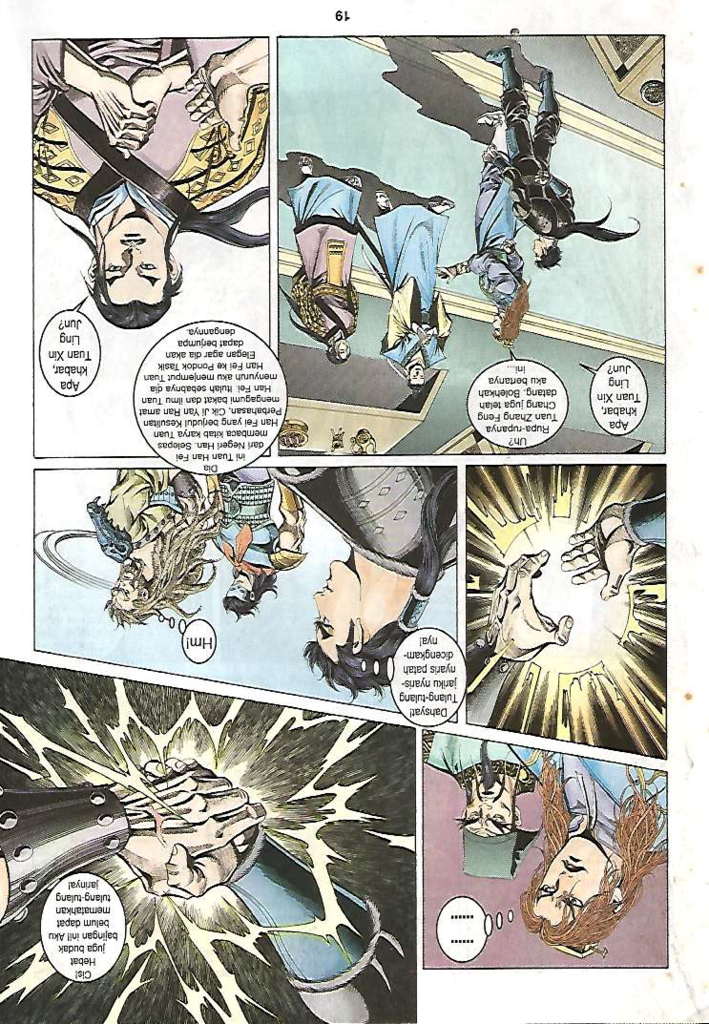 ......
......
Cis!
Hebat
juga budak
bajingan ini! Aku
belum dapat
mematahkan
tulang-tulang
jarinya!
Dahsyat!
Tulang-tulang
jariku nyaris-
nyaris patah
dicengkam-
nya!
Hm!
Apa
khabar,
Tuan Xin
Ling
Jun?
Uh?
Rupa-rupanya
Tuan Zhang Feng
Chang juga telah
datang. Bolehkah
aku bertanya
ini...
Dia
ini Tuan Han Fei
dari Negeri Han. Selepas
membaca kitab karya Tuan
Han Fei yang berjudul Kesulitan
Perbahasan, Cik Ji Yan Ran amat
mengagumi bakat dan ilmu Tuan
Han Fei. Itulah sebabnya dia
menyuruh aku menjemput Tuan
Han Fei ke Pondok Tasik
Elegan agar dia akan
dapat berjumpa
dengannya.
Apa
khabar,
Tuan Xin
Ling
Jun?
19